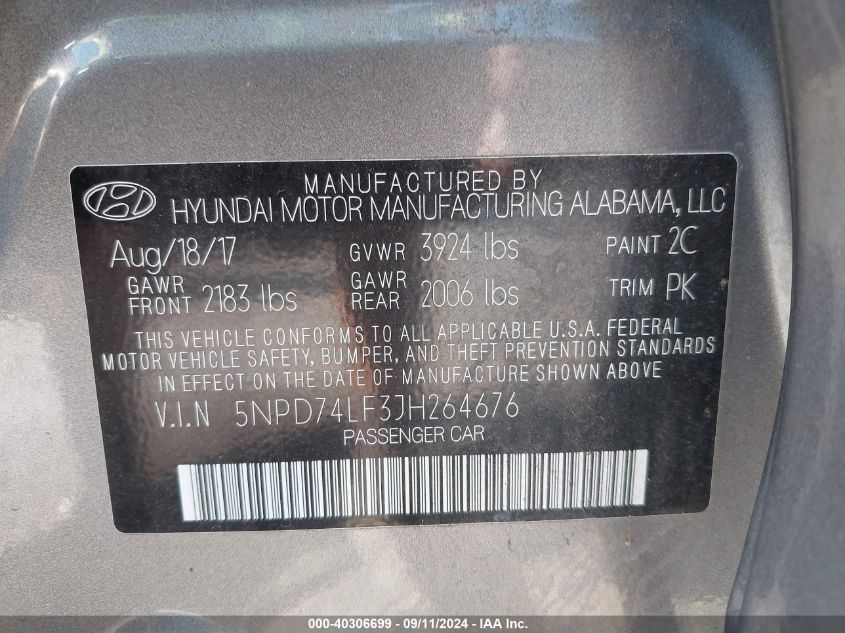 MANUFACTURED BY
HYUNDAI MOTOR MANUFACTURING ALABAMA, LLC
Aug/18/17 GVWR 3924 lbs PAINT 2C
GAWR FRONT 2183 lbs GAWR REAR 2006 lbs TRIM PK
THIS VEHICLE CONFORMS TO ALL APPLICABLE U.S.A. FEDERAL
MOTOR VEHICLE SAFETY, BUMPER, AND THEFT PREVENTION STANDARDS
IN EFFECT ON THE DATE OF MANUFACTURE SHOWN ABOVE
V.I.N 5NPD74LF3JH264676
PASSENGER CAR
000-40306699 - 09/11/2024 - IAA Inc.